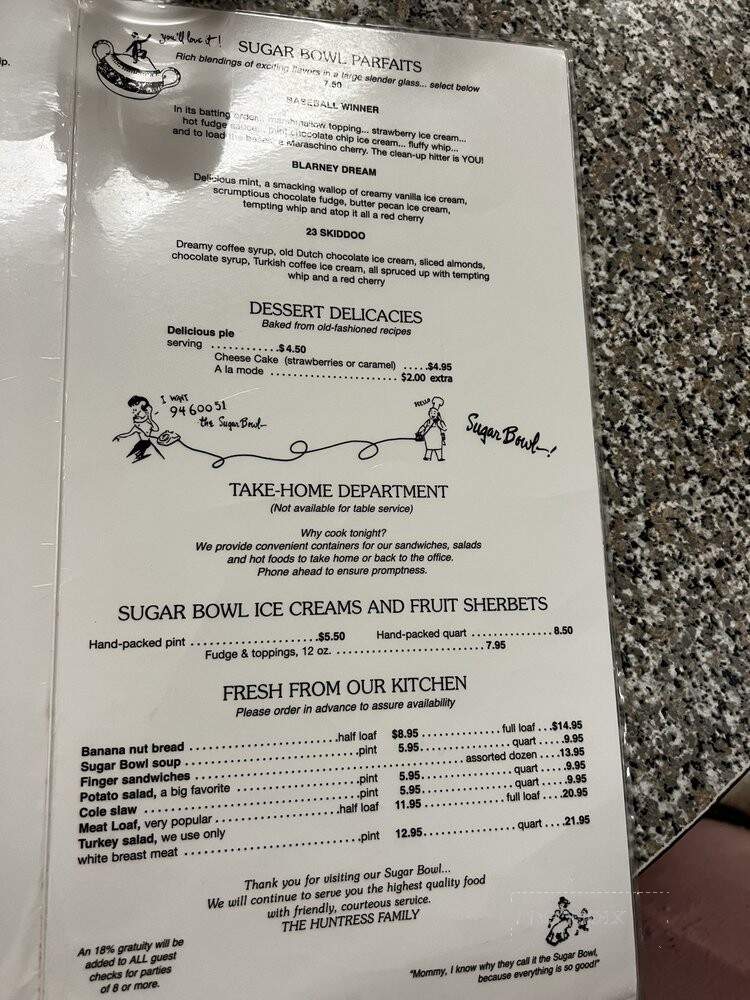 ip.
you'll love it!
SUGAR BOWL PARFAITS
Rich blendings of exciting flavors in a large slender glass... select below
7.50
BASEBALL WINNER
In its batting order... marshmallow topping... strawberry ice cream...
hot fudge sauce... mint chocolate chip ice cream... fluffy whip...
and to load the bases, a Maraschino cherry. The clean-up hitter is YOU!
BLARNEY DREAM
Delicious mint, a smacking wallop of creamy vanilla ice cream,
scrumptious chocolate fudge, butter pecan ice cream,
tempting whip and atop it all a red cherry
23 SKIDDOO
Dreamy coffee syrup, old Dutch chocolate ice cream, sliced almonds,
chocolate syrup, Turkish coffee ice cream, all spruced up with tempting
whip and a red cherry
DESSERT DELICACIES
Baked from old-fashioned recipes
Delicious pie
serving ............$4.50
Cheese Cake (strawberries or caramel) .....$4.95
A la mode ........................ $2.00 extra
I WANT
9460051
the Sugar Bowl
HELLO
Sugar Bowl!
TAKE-HOME DEPARTMENT
(Not available for table service)
Why cook tonight?
We provide convenient containers for our sandwiches, salads
and hot foods to take home or back to the office.
Phone ahead to ensure promptness.
SUGAR BOWL ICE CREAMS AND FRUIT SHERBETS
Hand-packed pint ........................$5.50 Hand-packed quart ...............8.50
Fudge & toppings, 12 oz. ............................7.95
FRESH FROM OUR KITCHEN
Please order in advance to assure availability
Banana nut bread ............................half loaf $8.95 ...............full loaf ...$14.95
Sugar Bowl soup ................................pint 5.95.................quart ....9.95
Finger sandwiches ................................................assorted dozen ....13.95
Potato salad, a big favorite ........................pint 5.95.................quart ....9.95
Cole slaw ........................................pint 5.95.................quart ....9.95
Meat Loaf, very popular ........................half loaf 11.95 ...............full loaf ....20.95
Turkey salad, we use only
white breast meat ................................pint 12.95.................quart ....21.95
Thank you for visiting our Sugar Bowl...
We will continue to serve you the highest quality food
with friendly, courteous service.
THE HUNTRESS FAMILY
An 18% gratuity will be
added to ALL guest
checks for parties
of 8 or more.
"Mommy, I know why they call it the Sugar Bowl,
because everything is so good!"